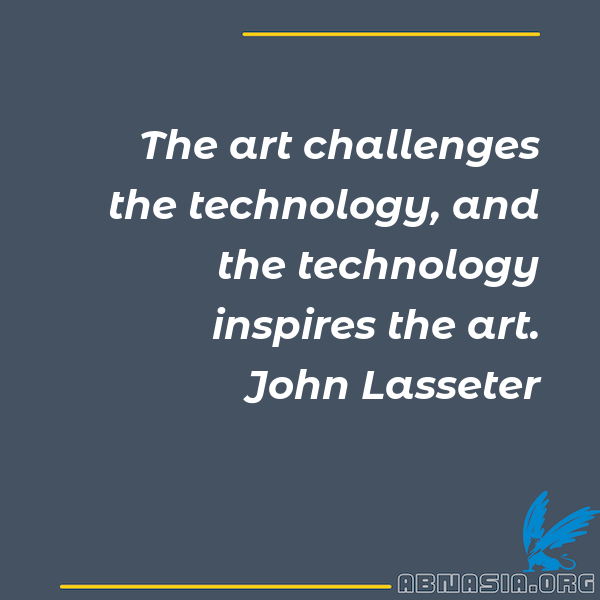 The art challenges
the technology, and
the technology
inspires the art.
John Lasseter
ABNASIA.ORG